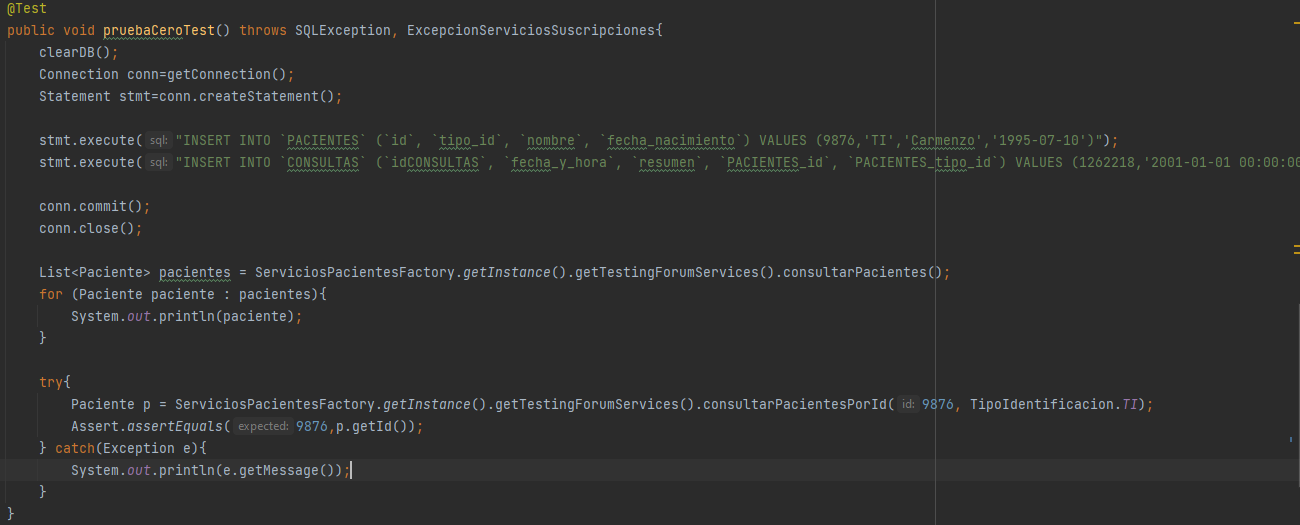 @Test
public void pruebaCeroTest() throws SQLException, ExcepcionServiciosSuscripciones{
clearDB();
Connection conn=getConnection();
Statement stmt=conn.createStatement();
stmt.execute( sql: "INSERT INTO `PACIENTES` (`id`, `tipo_id`, `nombre`, `fecha_nacimiento`) VALUES (9876,'TI','Carmenzo','1995-07-10')");
stmt.execute( sql: "INSERT INTO `CONSULTAS` (`idCONSULTAS`, `fecha_y_hora`, `resumen`, `PACIENTES_id`, `PACIENTES_tipo_id`) VALUES (1262218,'2001-01-01 00:00:00
conn.commit();
conn.close();
List<Paciente> pacientes = ServiciosPacientesFactory.getInstance().getTestingForumServices().consultarPacientes();
for (Paciente paciente : pacientes){
System.out.println(paciente);
}
try{
Paciente p = ServiciosPacientesFactory.getInstance().getTestingForumServices().consultarPacientesPorId( id: 9876, TipoIdentificacion.TI);
Assert.assertEquals( expected: 9876,p.getId());
} catch(Exception e){
System.out.println(e.getMessage());
}
}